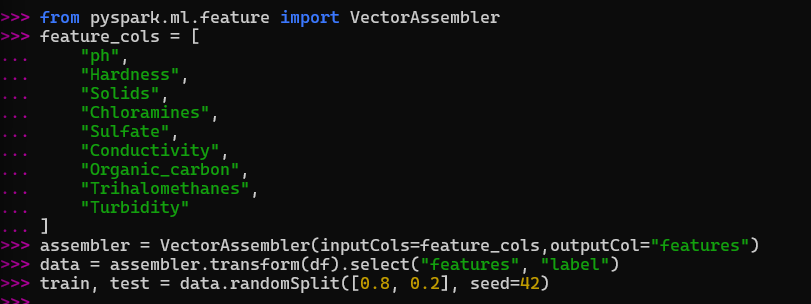 >>> from pyspark.ml.feature import VectorAssembler
>>> feature_cols = [
...     "ph",
...     "Hardness",
...     "Solids",
...     "Chloramines",
...     "Sulfate",
...     "Conductivity",
...     "Organic_carbon",
...     "Trihalomethanes",
...     "Turbidity"
... ]
>>> assembler = VectorAssembler(inputCols=feature_cols,outputCol="features")
>>> data = assembler.transform(df).select("features", "label")
>>> train, test = data.randomSplit([0.8, 0.2], seed=42)
>>>